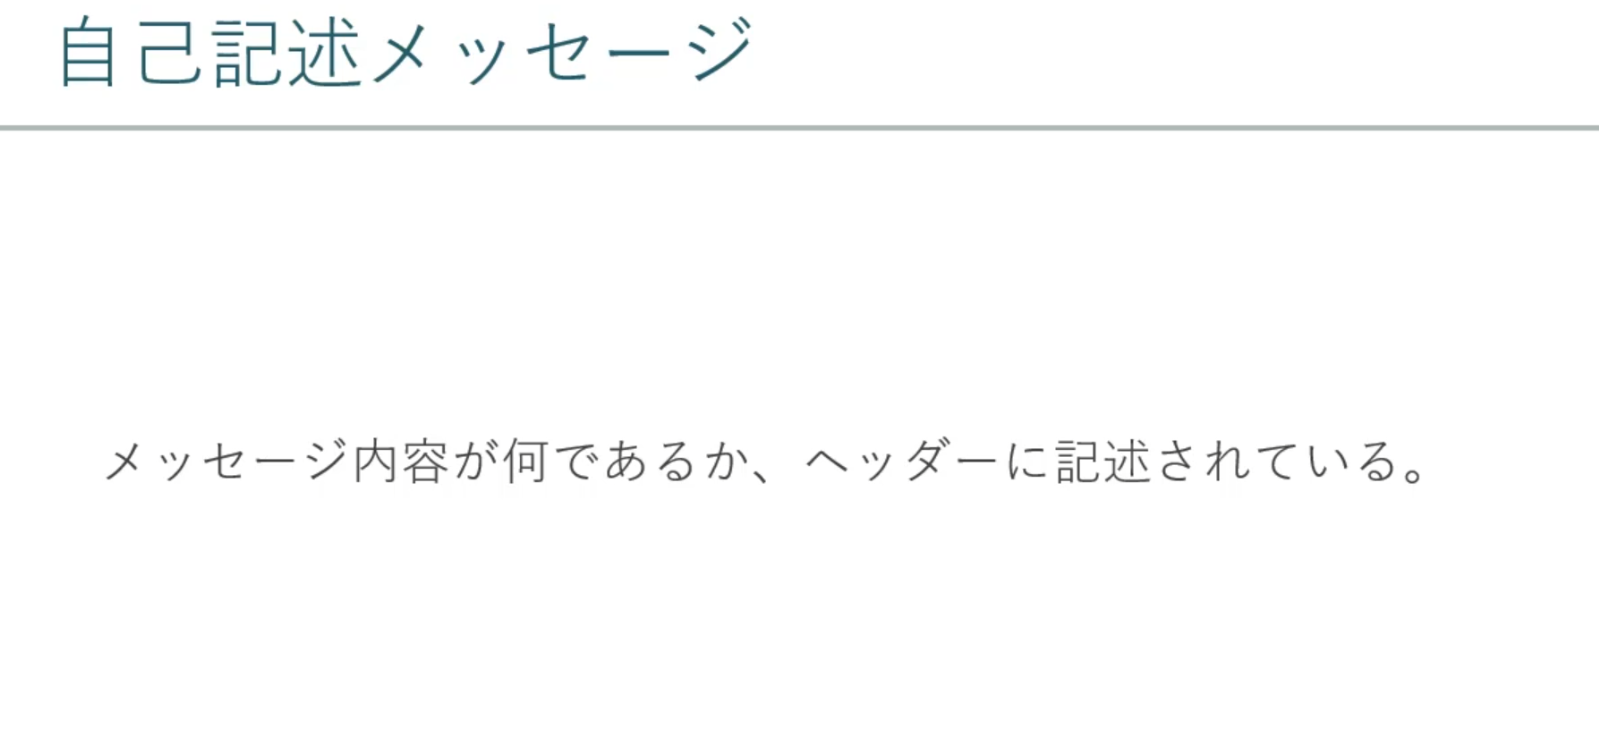 自己記述メッセージ
メッセージ内容が何であるか、ヘッダーに記述されている。